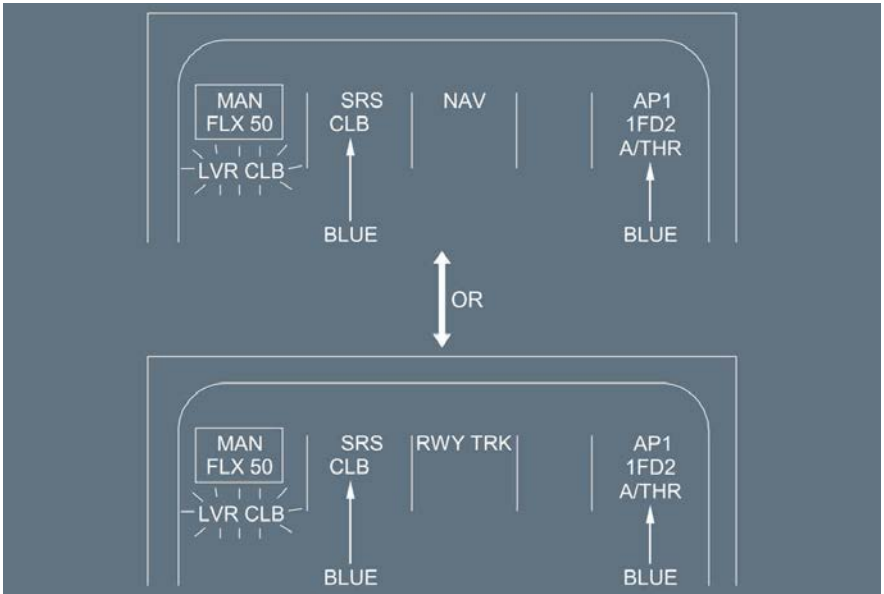 MAN
FLX 50
LVR CLB
SRS
CLB
NAV
AP1
1FD2
A/THR
BLUE
BLUE
OR
MAN
FLX 50
LVR CLB
SRS
CLB
RWY TRK
AP1
1FD2
A/THR
BLUE
BLUE